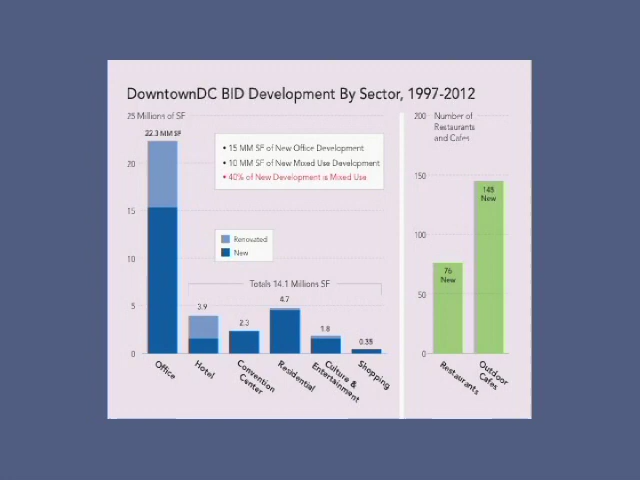 DowntownDC BID Development By Sector, 1997-2012
25 Millions of SF
22.3 MM SF
20
15
10
5
0
• 15 MM SF of New Office Development
• 10 MM SF of New Mixed Use Development
• 40% of New Development is Mixed Use
Renovated
New
Totals 14.1 Millions SF
3.9
2.3
4.7
1.8
0.38
Office
Hotel
Convention
Center
Residential
Culture &
Entertainment
Shopping
200
Number of
Restaurants
and Cafes
150
100
50
0
76
New
New
Restaurants
Outdoor
Cafes